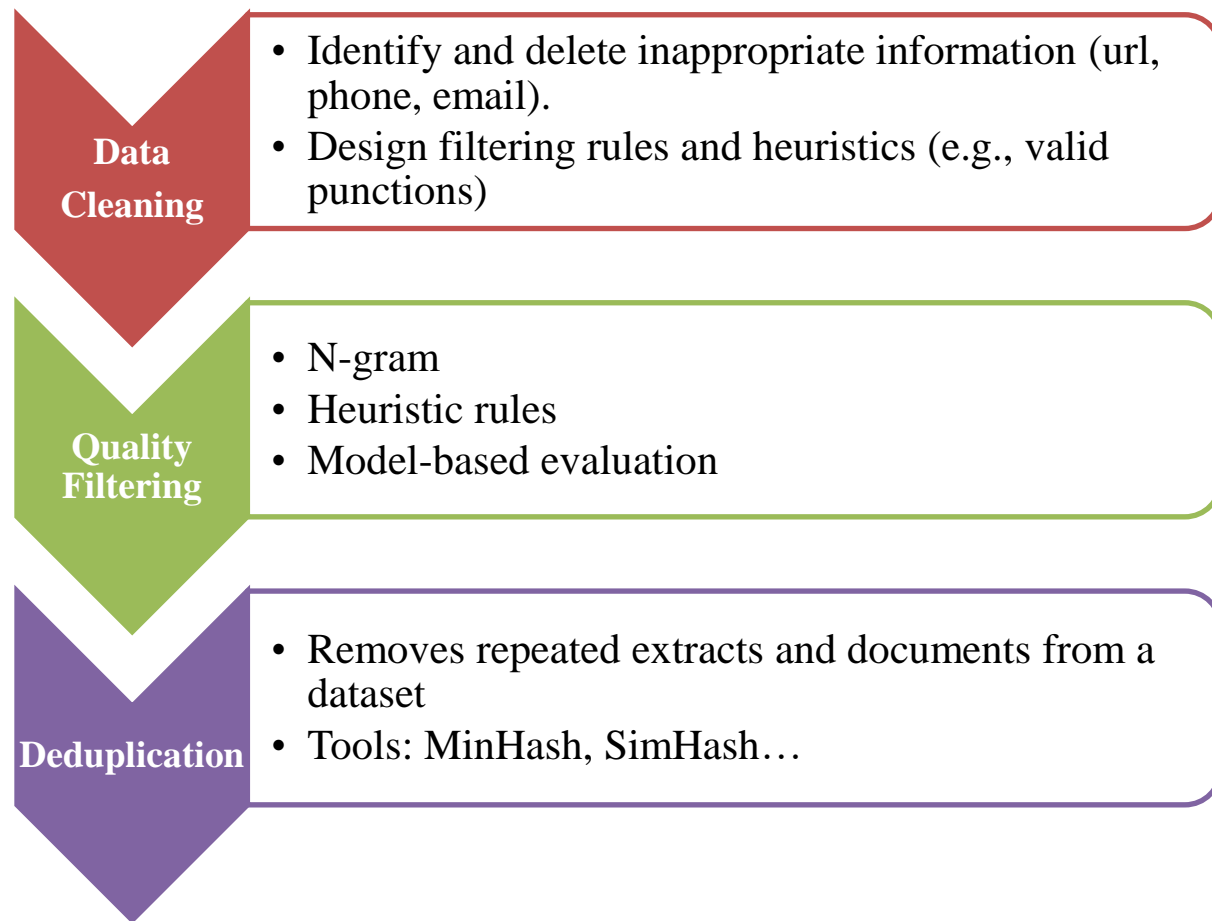 Data
Cleaning
• Identify and delete inappropriate information (url,
phone, email).
• Design filtering rules and heuristics (e.g., valid
punctions)
Quality
Filtering
• N-gram
• Heuristic rules
• Model-based evaluation
Deduplication
• Removes repeated extracts and documents from a
dataset
• Tools: MinHash, SimHash…